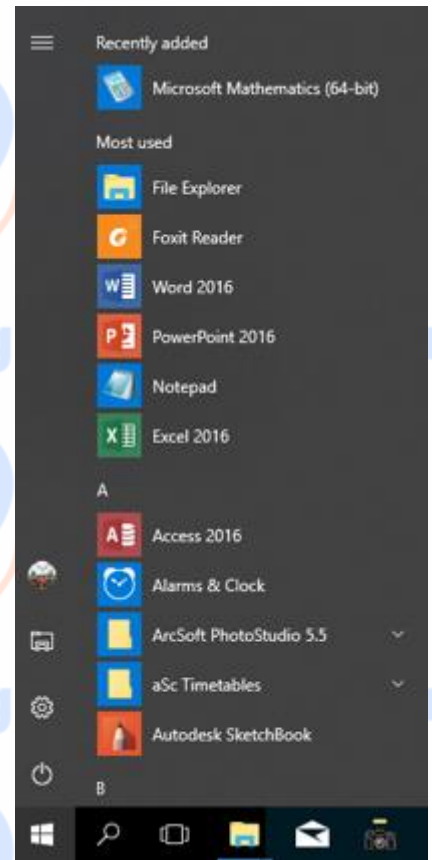 Recently added
Microsoft Mathematics (64-bit)
Most used
File Explorer
Foxit Reader
Word 2016
PowerPoint 2016
Notepad
Excel 2016
A
Access 2016
Alarms & Clock
ArcSoft PhotoStudio 5.5
aSc Timetables
Autodesk SketchBook
B